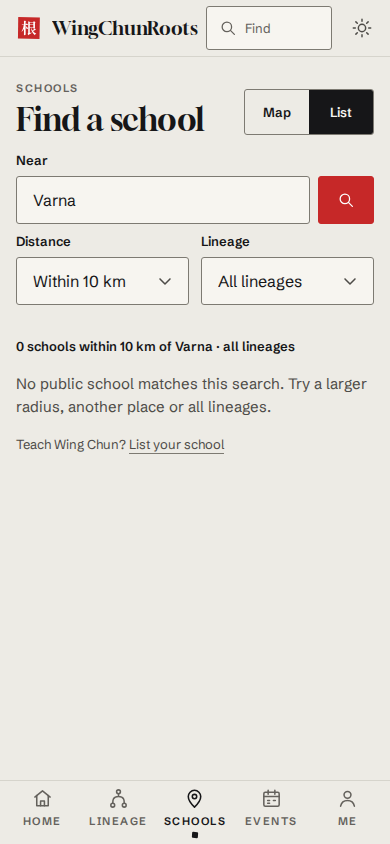 根 WingChunRoots
Find
SCHOOLS
Find a school
Map
List
Near
Varna
Distance
Lineage
Within 10 km
All lineages
0 schools within 10 km of Varna · all lineages
No public school matches this search. Try a larger
radius, another place or all lineages.
Teach Wing Chun? List your school
HOME
LINEAGE
SCHOOLS
EVENTS
ME